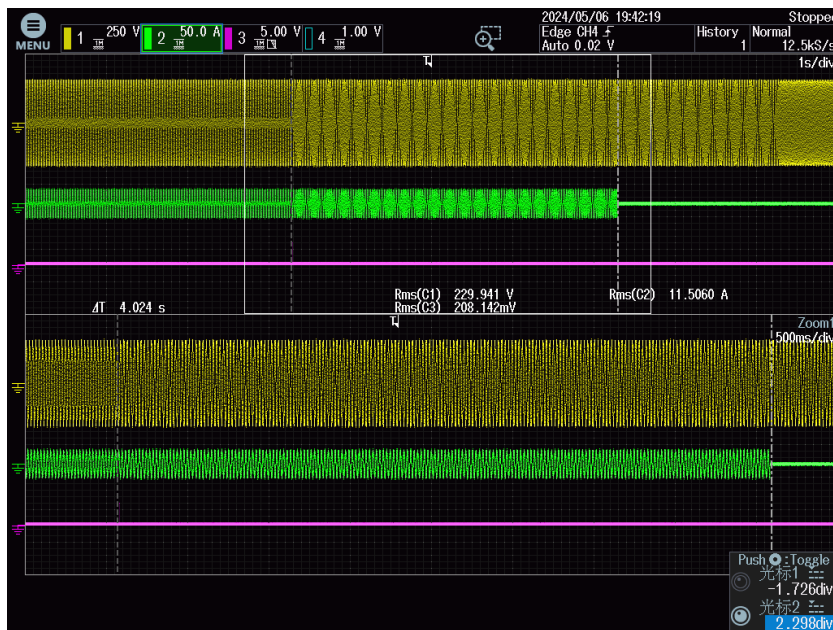 2024/05/06 19:42:19 Stopped
MENU 1 250 V 2 50.0 A 3 5.00 V 4 1.00 V Edge CH4 History Normal
Auto 0.02 V 1 12.5kS/s
1s/div
T
Rms(C1) 229.941 V Rms(C2) 11.5060 A
ΔT 4.024 s Rms(C3) 208.142mV
T Zoom1
500ms/div
Push :Toggle
光标1
-1.726div
光标2
2.298div